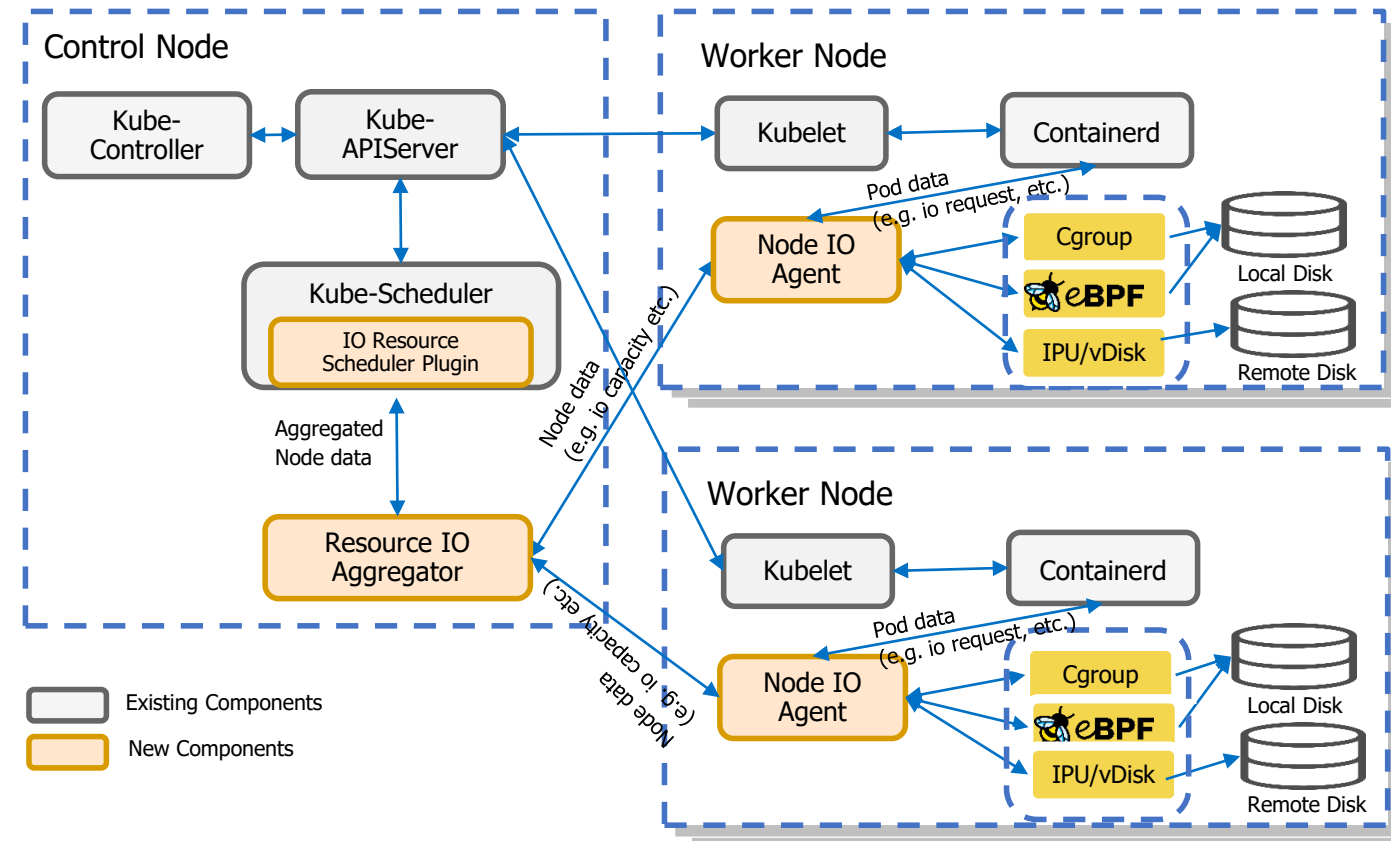 Control Node
Kube-
Controller
Kube-
APIServer
Kube-Scheduler
IO Resource
Scheduler Plugin
Aggregated
Node data
Resource IO
Aggregator
Node data
(e.g. io capacity etc.)
Node data
(e.g. io capacity etc.)
Existing Components
New Components
Worker Node
Kubelet
Containerd
Pod data
(e.g. io request, etc.)
Node IO
Agent
Cgroup
eBPF
IPU/vDisk
Local Disk
Remote Disk
Worker Node
Kubelet
Containerd
Pod data
(e.g. io request, etc.)
Node IO
Agent
Cgroup
eBPF
IPU/vDisk
Local Disk
Remote Disk